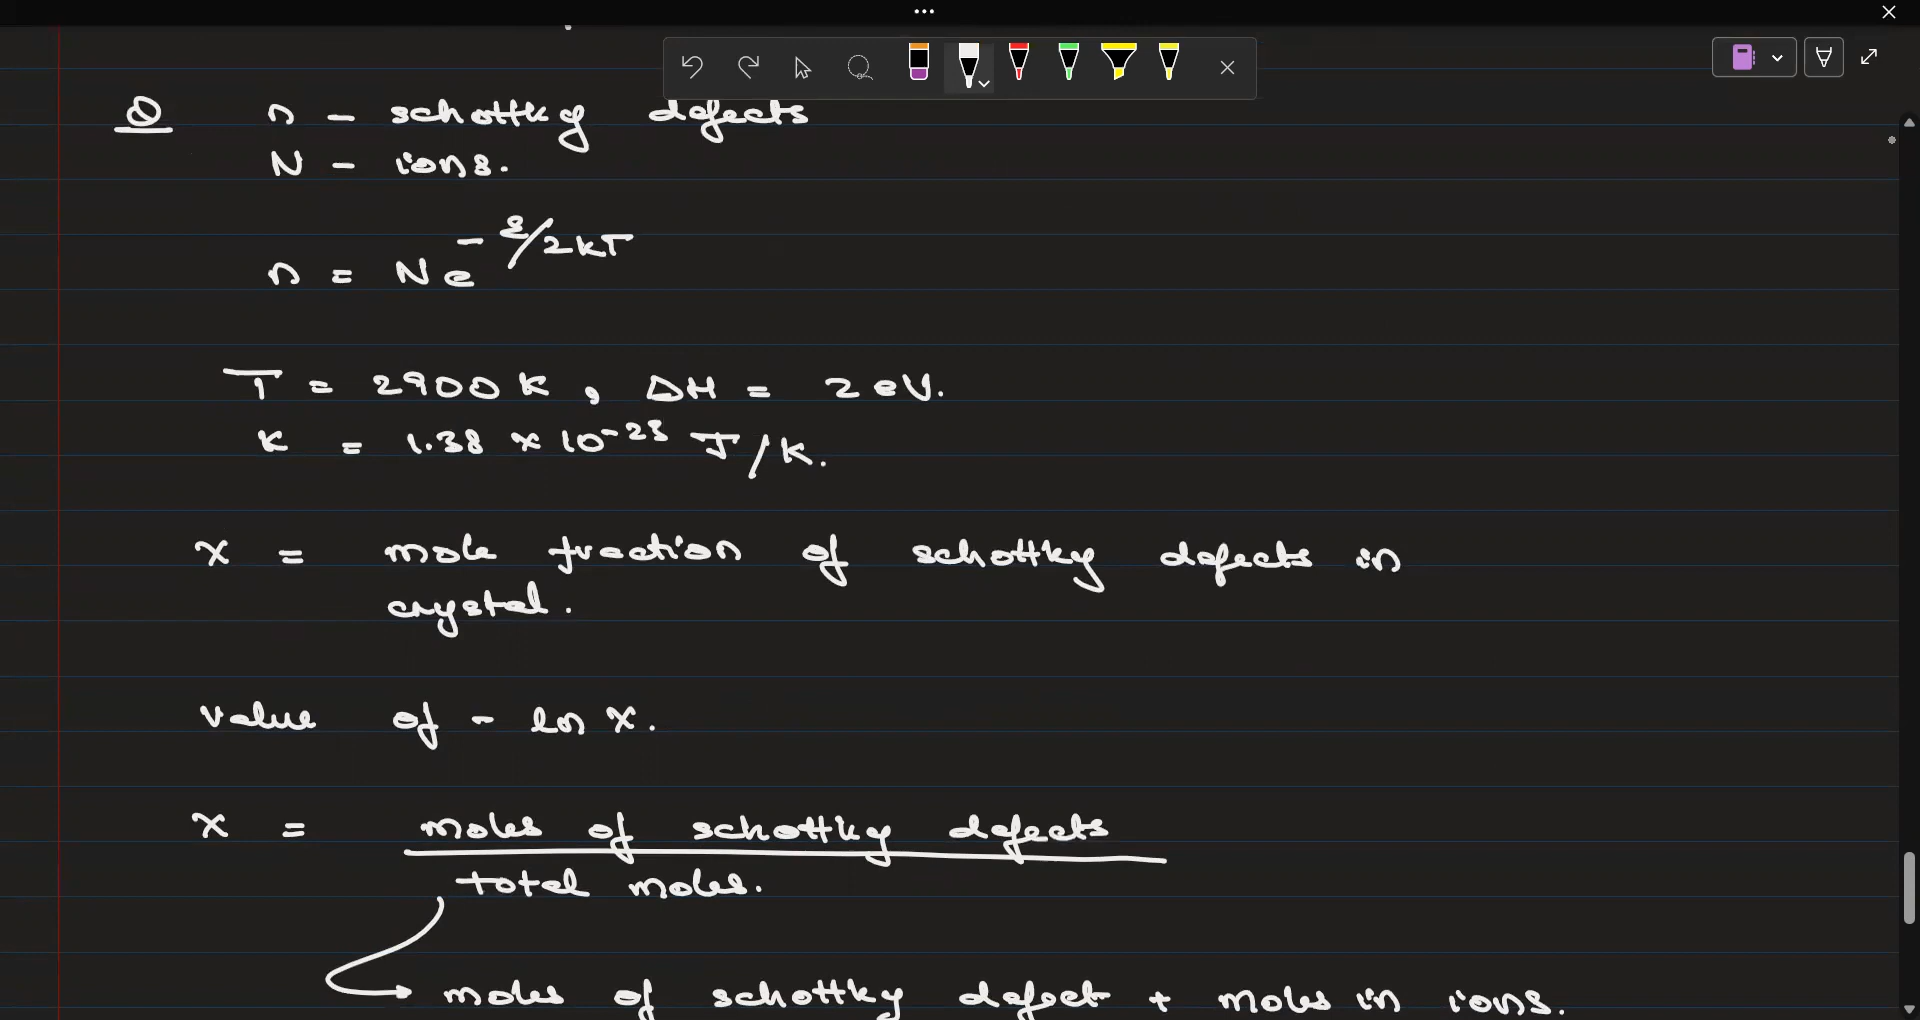 Q n - schottky defects
N - ions.
n = N e^{-ε/2kT}
T = 2900 K, ΔH = 2 eV.
K = 1.38 × 10^{-23} J/K.
x = mole fraction of schottky defects in
crystal.
value of - ln x.
x = moles of schottky defects
total moles.
→ moles of schottky defect + moles in ions.